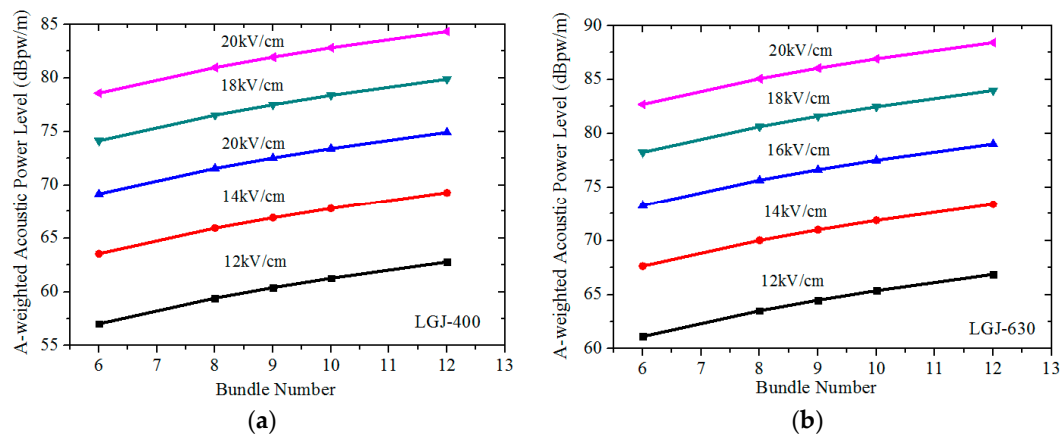 A-weighted Acoustic Power Level (dBpw/m)
85
80
75
70
65
60
55
20kV/cm
18kV/cm
20kV/cm
14kV/cm
12kV/cm
LGJ-400
6 7 8 9 10 11 12 13
Bundle Number
(a)
A-weighted Acoustic Power Level (dBpw/m)
90
85
80
75
70
65
60
20kV/cm
18kV/cm
16kV/cm
14kV/cm
12kV/cm
LGJ-630
6 7 8 9 10 11 12 13
Bundle Number
(b)